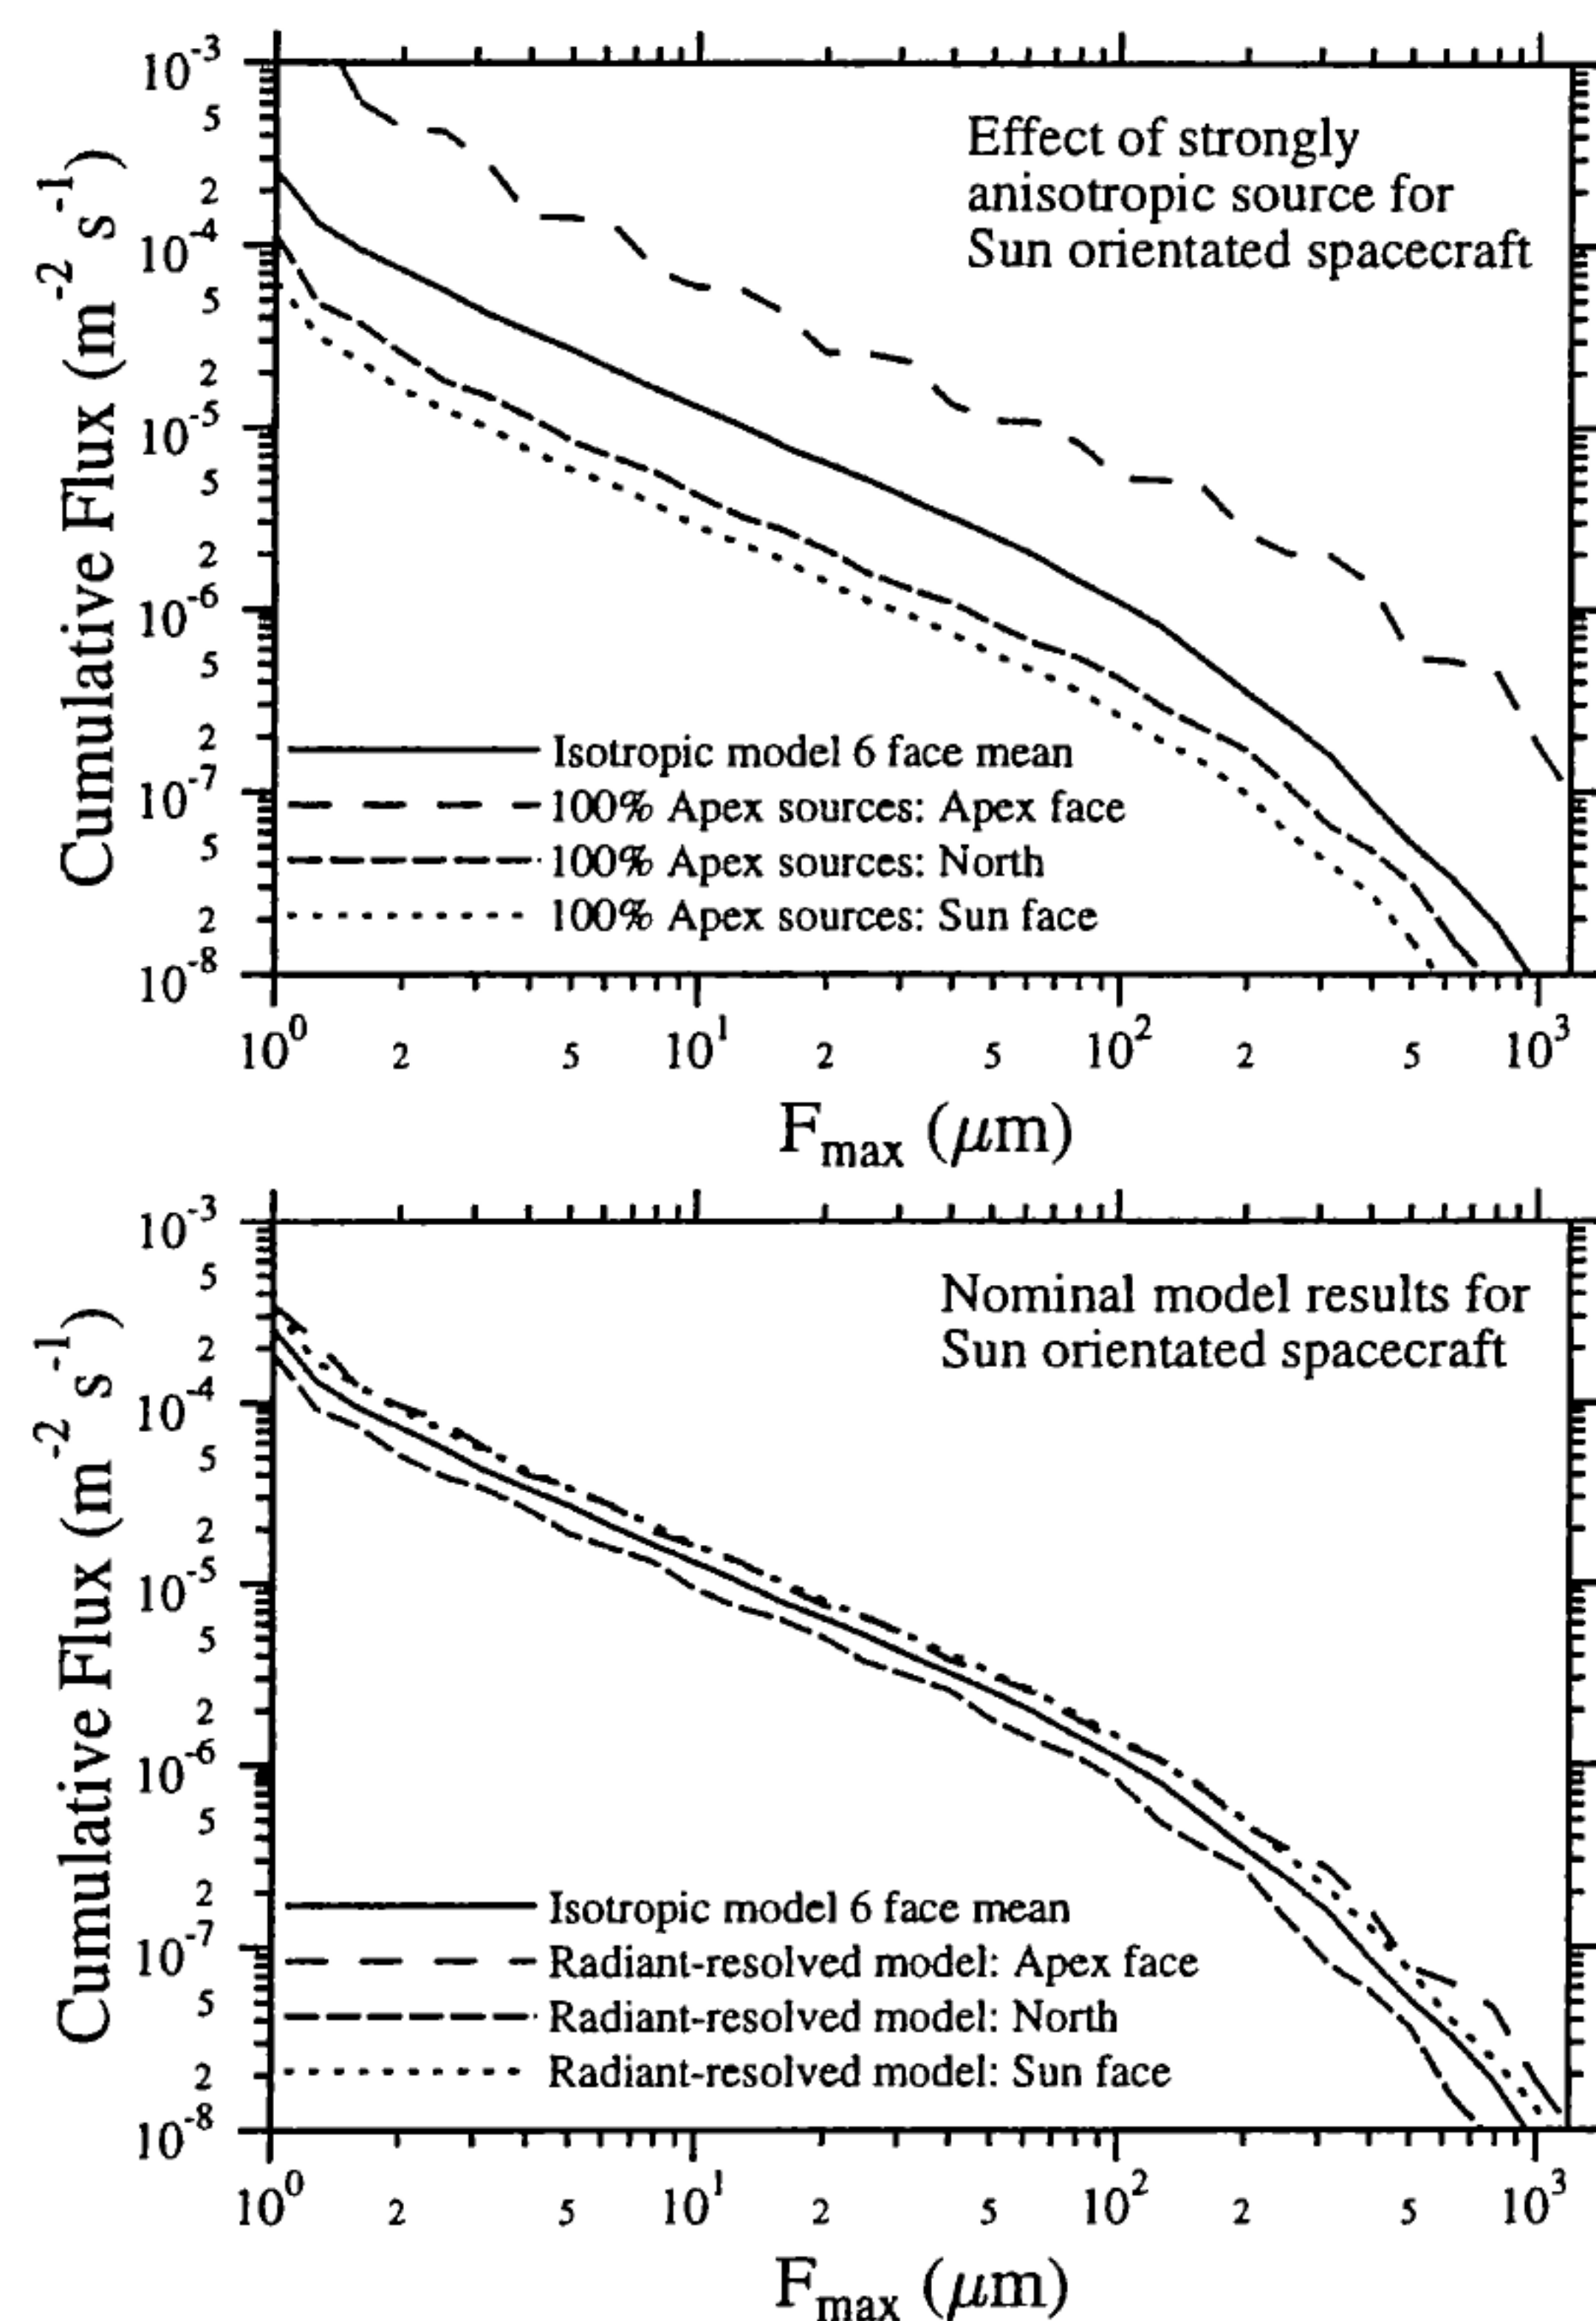 Effect of strongly
anisotropic source for
Sun orientated spacecraft
Cumulative Flux (m⁻² s⁻¹)
10⁻³
5
2
10⁻⁴
5
2
10⁻⁵
5
2
10⁻⁶
5
2
10⁻⁷
5
2
10⁻⁸
Isotropic model 6 face mean
100% Apex sources: Apex face
100% Apex sources: North
100% Apex sources: Sun face
10⁰ 2 5 10¹ 2 5 10² 2 5 10³
Fmax (μm)
Nominal model results for
Sun orientated spacecraft
Cumulative Flux (m⁻² s⁻¹)
10⁻³
5
2
10⁻⁴
5
2
10⁻⁵
5
2
10⁻⁶
5
2
10⁻⁷
5
2
10⁻⁸
Isotropic model 6 face mean
Radiant-resolved model: Apex face
Radiant-resolved model: North
Radiant-resolved model: Sun face
10⁰ 2 5 10¹ 2 5 10² 2 5 10³
Fmax (μm)